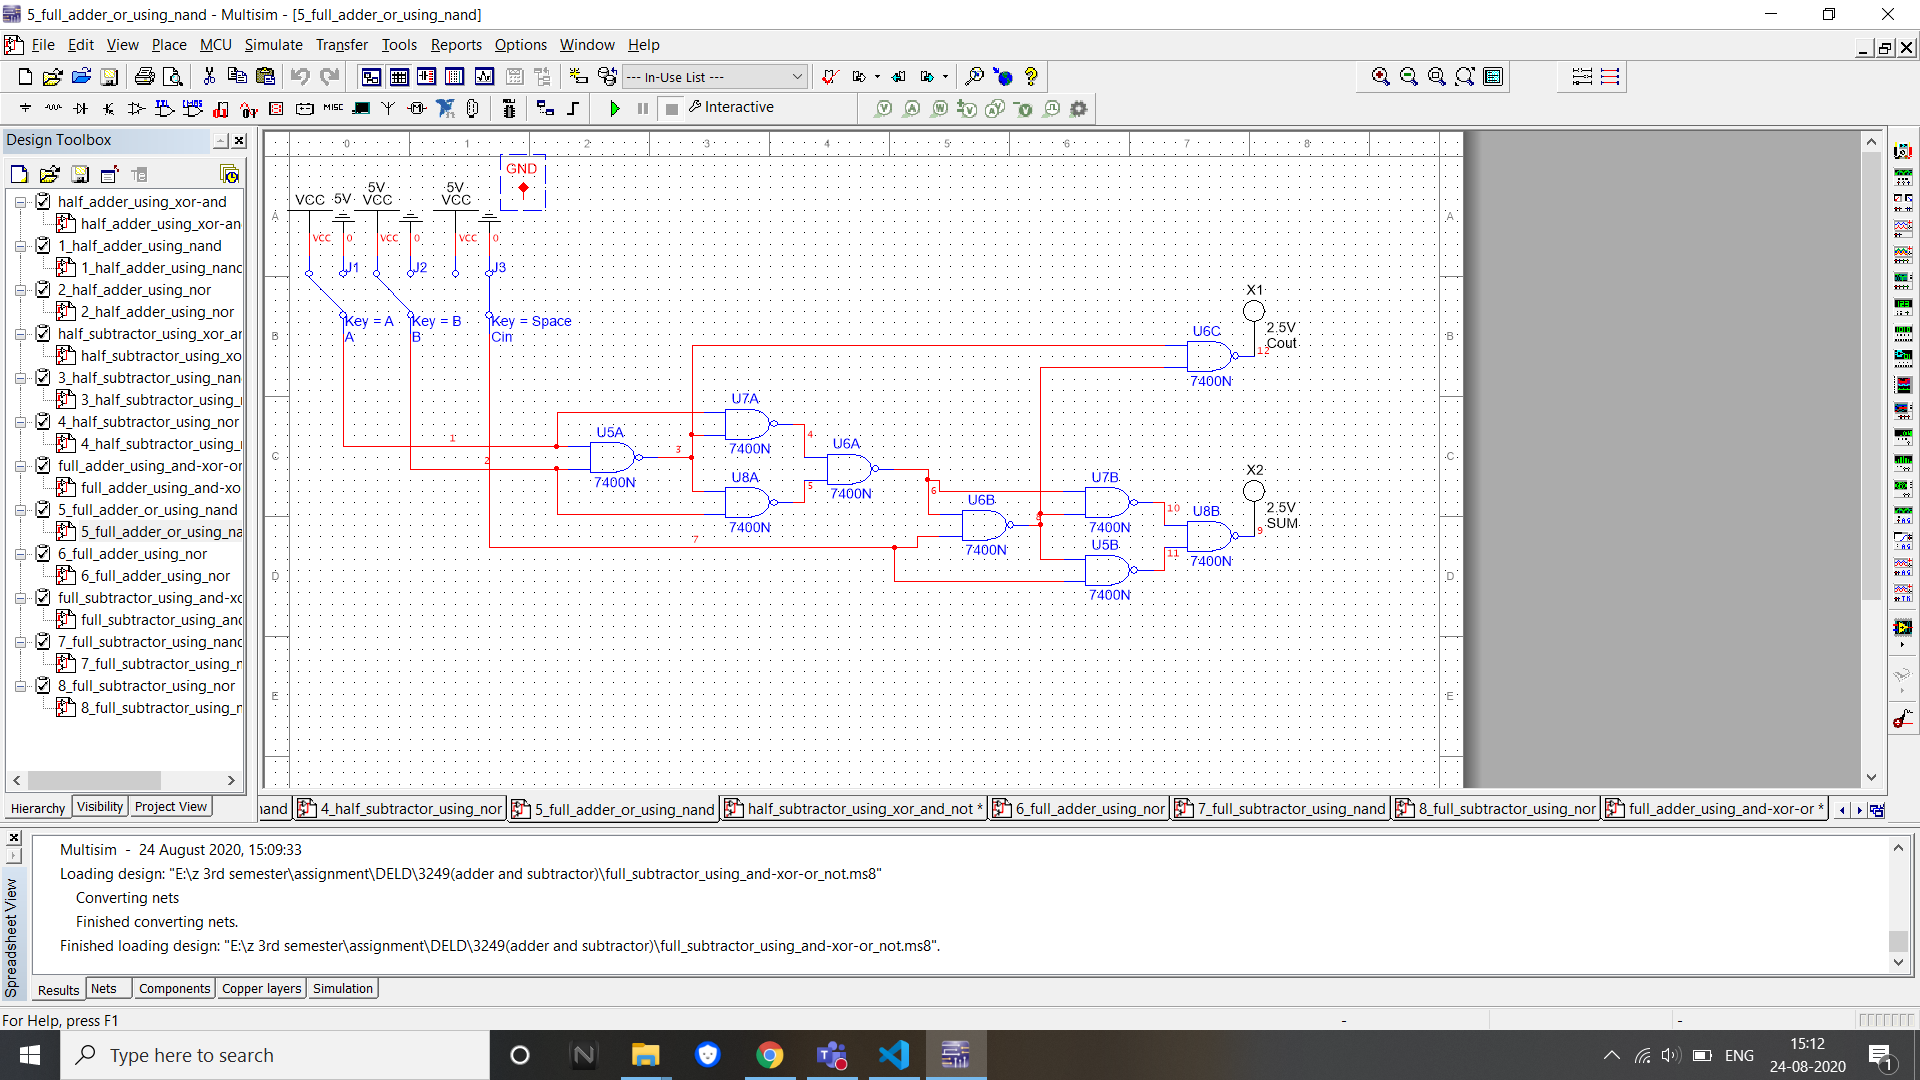 5_full_adder_or_using_nand - Multisim - [5_full_adder_or_using_nand]
File Edit View Place MCU Simulate Transfer Tools Reports Options Window Help
--- In-Use List ---
MISC
Interactive
Design Toolbox
half_adder_using_xor-and
half_adder_using_xor-an
1_half_adder_using_nand
1_half_adder_using_nanc
2_half_adder_using_nor
2_half_adder_using_nor
half_subtractor_using_xor_ar
half_subtractor_using_xo
3_half_subtractor_using_nan
3_half_subtractor_using_
4_half_subtractor_using_nor
4_half_subtractor_using_
full_adder_using_and-xor-or
full_adder_using_and-xo
5_full_adder_or_using_nand
5_full_adder_or_using_na
6_full_adder_using_nor
6_full_adder_using_nor
full_subtractor_using_and-xc
full_subtractor_using_anc
7_full_subtractor_using_nanc
7_full_subtractor_using_r
8_full_subtractor_using_nor
8_full_subtractor_using_r
Hierarchy Visibility Project View
0 1 2 3 4 5 6 7 8
A B C D E
A B C D E
GND
VCC 5V
5V
VCC
5V
VCC
VCC 0 VCC 0 VCC 0
J1 J2 J3
Key = A Key = B Key = Space
A B Cin
U5A
7400N
U7A
7400N
U8A
7400N
U6A
7400N
U6B
7400N
U7B
7400N
U5B
7400N
U8B
7400N
U6C
7400N
1
2
3
4
5
6
7
8
9
10
11
12
X1
2.5V
Cout
X2
2.5V
SUM
nand 4_half_subtractor_using_nor 5_full_adder_or_using_nand half_subtractor_using_xor_and_not * 6_full_adder_using_nor 7_full_subtractor_using_nand 8_full_subtractor_using_nor full_adder_using_and-xor-or *
Spreadsheet View
Multisim - 24 August 2020, 15:09:33
Loading design: "E:\z 3rd semester\assignment\DELD\3249(adder and subtractor)\full_subtractor_using_and-xor-or_not.ms8"
Converting nets
Finished converting nets.
Finished loading design: "E:\z 3rd semester\assignment\DELD\3249(adder and subtractor)\full_subtractor_using_and-xor-or_not.ms8".
Results Nets Components Copper layers Simulation
For Help, press F1 - -
Type here to search
ENG
15:12
24-08-2020
1